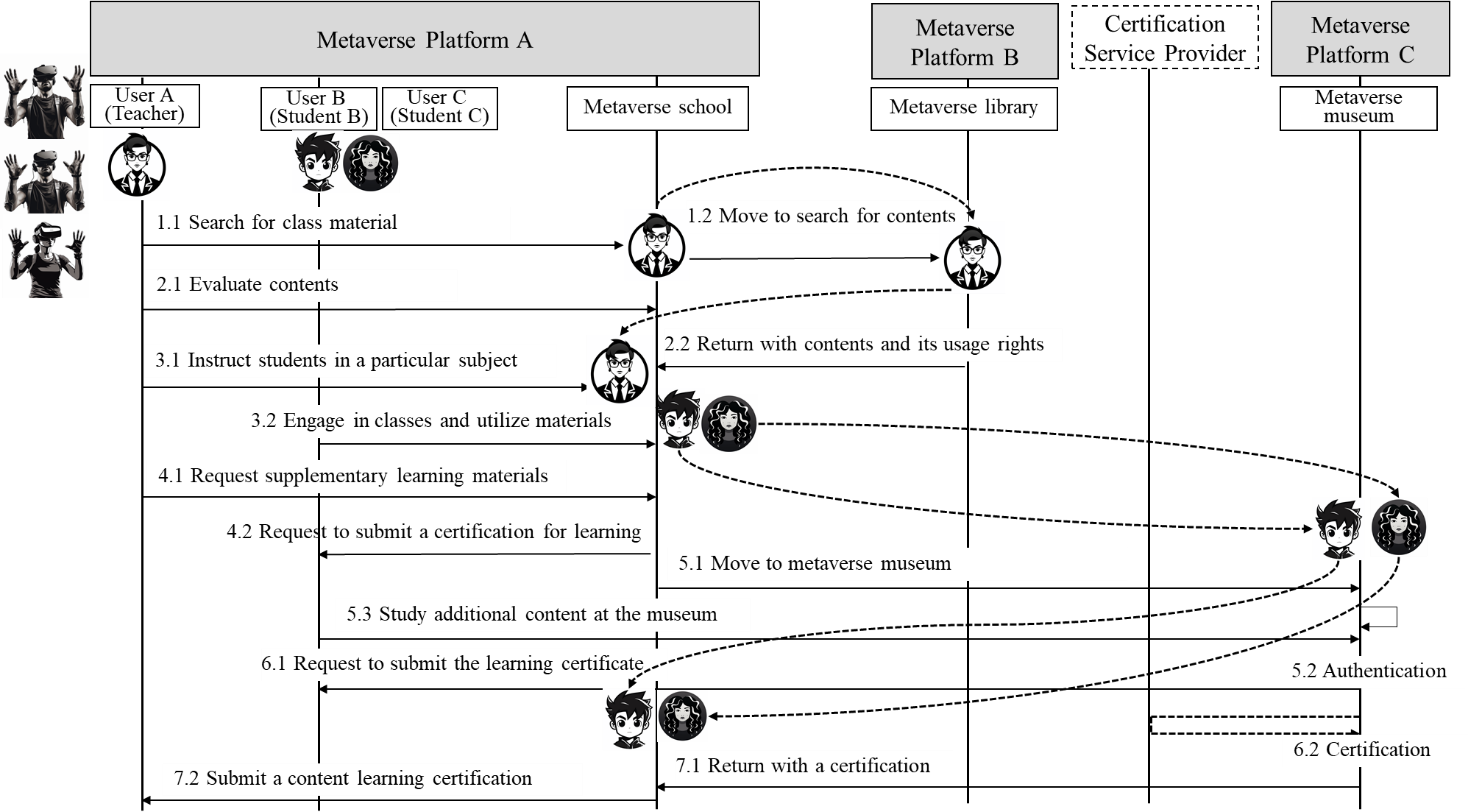 Metaverse Platform A
Metaverse
Platform B
Certification
Service Provider
Metaverse
Platform C
User A
(Teacher)
User B
(Student B)
User C
(Student C)
Metaverse school
Metaverse library
Metaverse
museum
1.1 Search for class material
1.2 Move to search for contents
2.1 Evaluate contents
2.2 Return with contents and its usage rights
3.1 Instruct students in a particular subject
3.2 Engage in classes and utilize materials
4.1 Request supplementary learning materials
4.2 Request to submit a certification for learning
5.1 Move to metaverse museum
5.3 Study additional content at the museum
6.1 Request to submit the learning certificate
5.2 Authentication
6.2 Certification
7.1 Return with a certification
7.2 Submit a content learning certification